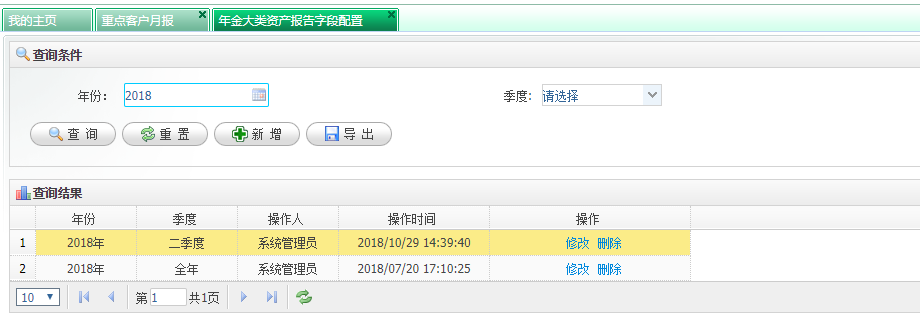 我的主页 重点客户月报 年金大类资产报告字段配置
查询条件
年份： 2018 季度: 请选择
查 询 重 置 新 增 导 出
查询结果
年份 季度 操作人 操作时间 操作
1 2018年 二季度 系统管理员 2018/10/29 14:39:40 修改 删除
2 2018年 全年 系统管理员 2018/07/20 17:10:25 修改 删除
10 第 1 共1页